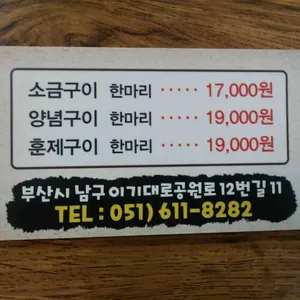 소금구이 한마리 ····· 17,000원
양념구이 한마리 ····· 19,000원
훈제구이 한마리 ····· 19,000원
부산시 남구 이기대로공원로 12번길 11
TEL : 051) 611-8282